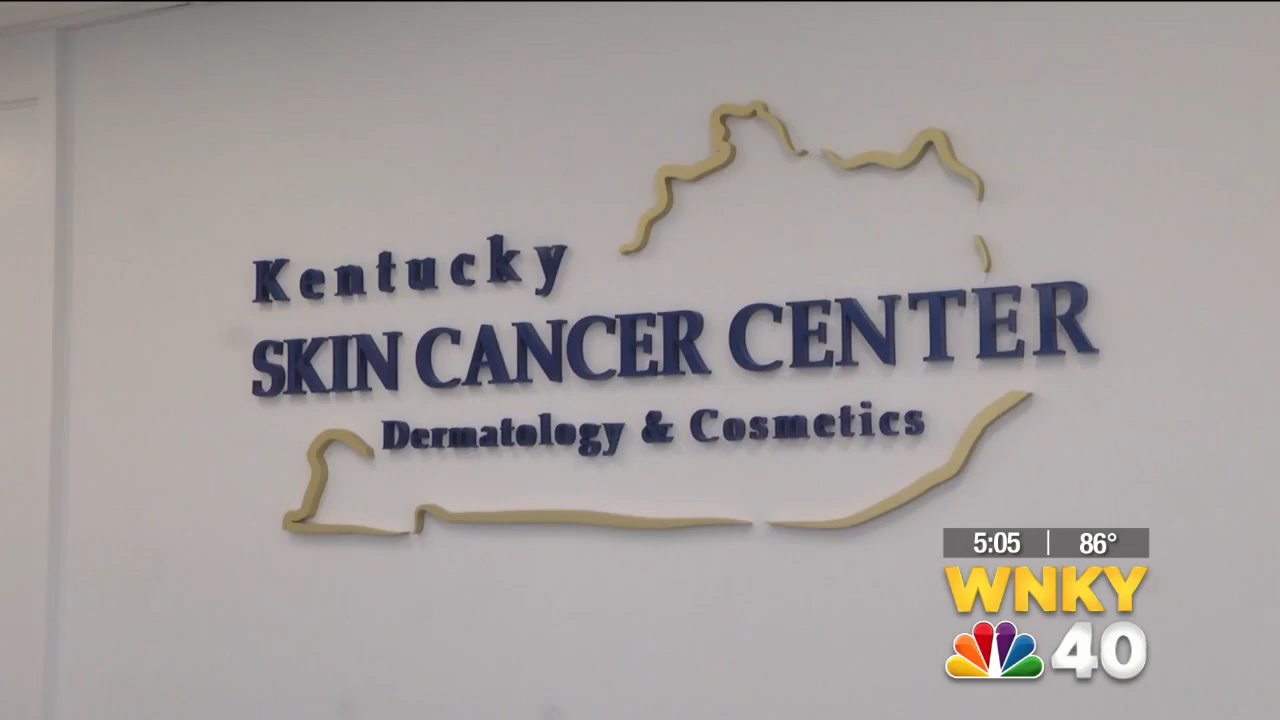 Kentucky
SKIN CANCER CENTER
Dermatology & Cosmetics
5:05 | 86°
WNKY
40